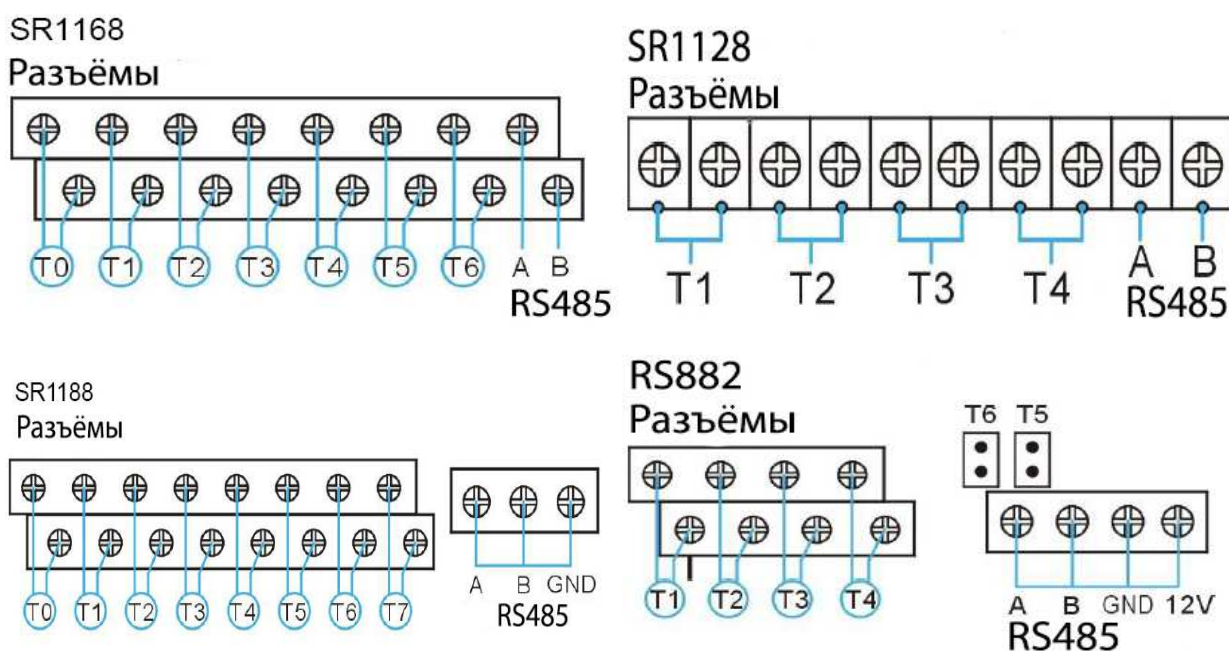 SR1168
Разъёмы
T0 T1 T2 T3 T4 T5 T6 A B
RS485
SR1128
Разъёмы
T1 T2 T3 T4 A B
RS485
SR1188
Разъёмы
T0 T1 T2 T3 T4 T5 T6 T7
A B GND
RS485
RS882
Разъёмы
T1 T2 T3 T4
T6 T5
A B GND 12V
RS485